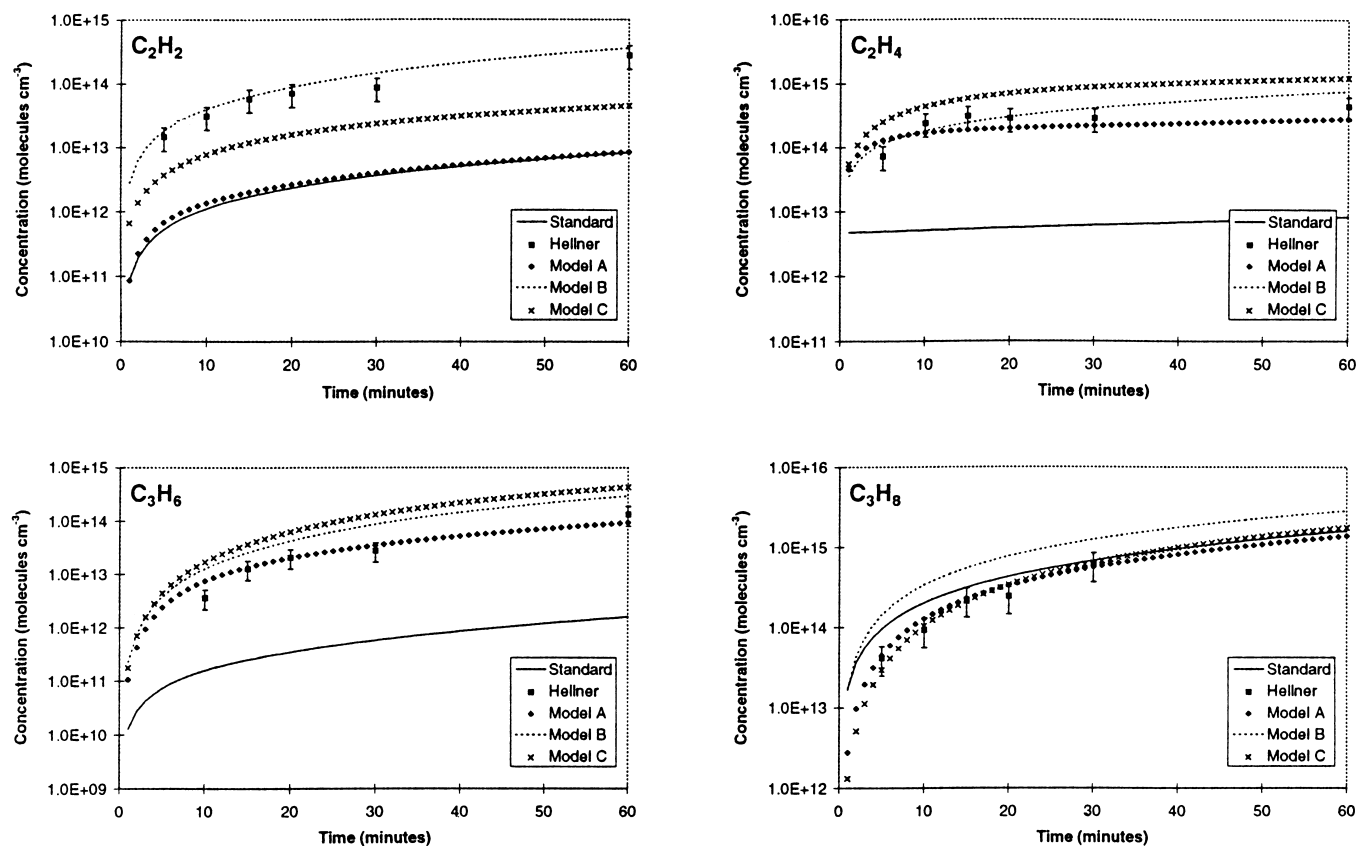 C₂H₂
Concentration (molecules cm⁻³)
1.0E+15
1.0E+14
1.0E+13
1.0E+12
1.0E+11
1.0E+10
0 10 20 30 40 50 60
Time (minutes)
Standard
Hellner
Model A
Model B
Model C
C₂H₄
Concentration (molecules cm⁻³)
1.0E+16
1.0E+15
1.0E+14
1.0E+13
1.0E+12
1.0E+11
0 10 20 30 40 50 60
Time (minutes)
Standard
Hellner
Model A
Model B
Model C
C₃H₆
Concentration (molecules cm⁻³)
1.0E+15
1.0E+14
1.0E+13
1.0E+12
1.0E+11
1.0E+10
1.0E+09
0 10 20 30 40 50 60
Time (minutes)
Standard
Hellner
Model A
Model B
Model C
C₃H₈
Concentration (molecules cm⁻³)
1.0E+16
1.0E+15
1.0E+14
1.0E+13
1.0E+12
0 10 20 30 40 50 60
Time (minutes)
Standard
Hellner
Model A
Model B
Model C